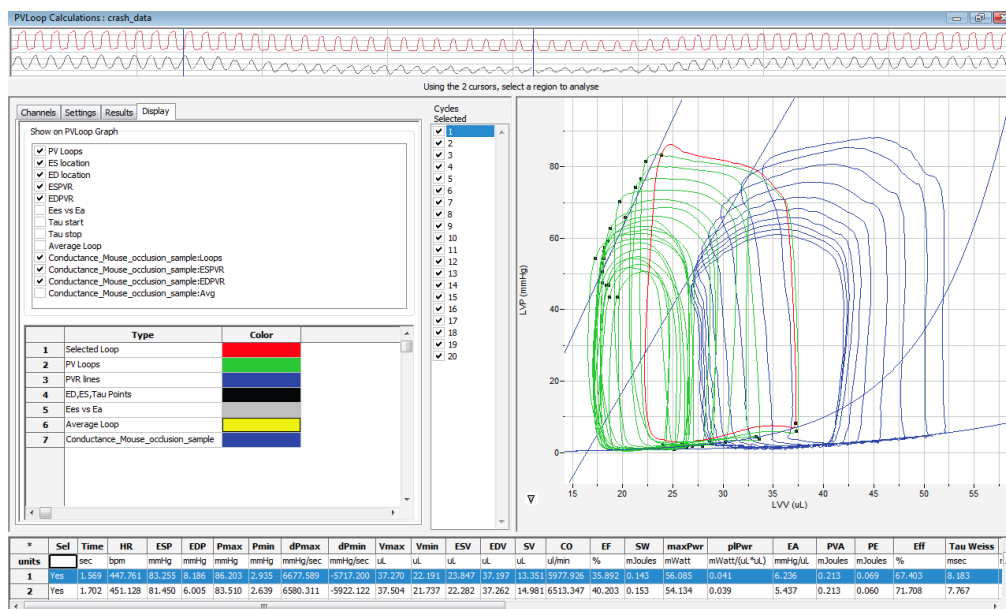 PVLoop Calculations : crash_data
Using the 2 cursors, select a region to analyse
Channels Settings Results Display
Show on PVLoop Graph
PV Loops
ES location
ED location
ESPVR
EDPVR
Ees vs Ea
Tau start
Tau stop
Average Loop
Conductance_Mouse_occlusion_sample:Loops
Conductance_Mouse_occlusion_sample:ESPVR
Conductance_Mouse_occlusion_sample:EDPVR
Conductance_Mouse_occlusion_sample:Avg
Type Color
1 Selected Loop
2 PV Loops
3 PVR lines
4 ED,ES,Tau Points
5 Ees vs Ea
6 Average Loop
7 Conductance_Mouse_occlusion_sample
Cycles
Selected
1
2
3
4
5
6
7
8
9
10
11
12
13
14
15
16
17
18
19
20
LVP (mmHg)
80
60
40
20
0
15 20 25 30 35 40 45 50 55
LVV (uL)
* Sel Time HR ESP EDP Pmax Pmin dPmax dPmin Vmax Vmin ESV EDV SV CO EF SW maxPwr plPwr EA PVA PE Eff Tau Weiss
units sec bpm mmHg mmHg mmHg mmHg mmHg/sec mmHg/sec uL uL uL uL uL ul/min % mJoules mWatt mWatt/(uL*uL) mmHg/uL mJoules mJoules % msec
1 Yes 1.569 447.761 83.255 8.186 86.203 2.935 6677.589 -5717.200 37.270 22.191 23.847 37.197 13.351 5977.926 35.892 0.143 56.085 0.041 6.236 0.213 0.069 67.403 8.183
2 Yes 1.702 451.128 81.450 6.005 83.510 2.639 6580.311 -5922.122 37.504 21.737 22.282 37.262 14.981 6513.347 40.203 0.153 54.134 0.039 5.437 0.213 0.060 71.708 7.767